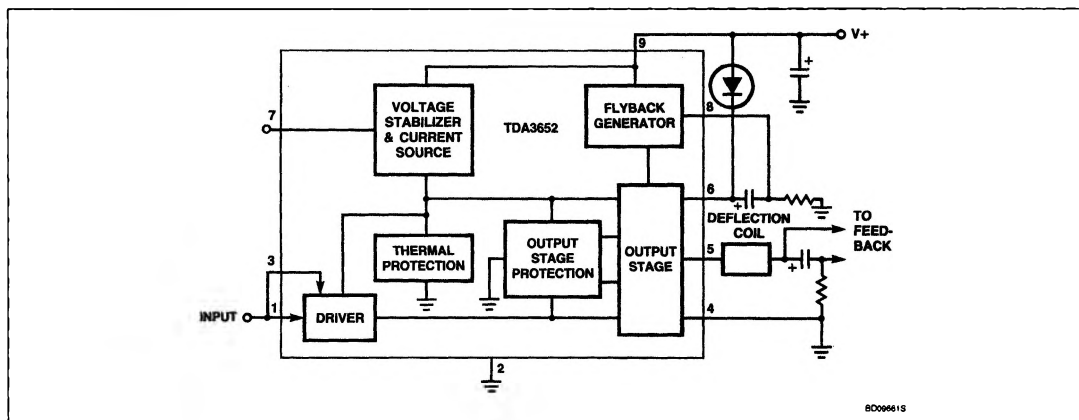 9
V+
VOLTAGE
STABILIZER
& CURRENT
SOURCE
TDA3652
FLYBACK
GENERATOR
8
7
6
DEFLECTION
COIL
TO
FEED-
BACK
THERMAL
PROTECTION
OUTPUT
STAGE
PROTECTION
OUTPUT
STAGE
5
3
INPUT
1
DRIVER
4
2
BD09661S